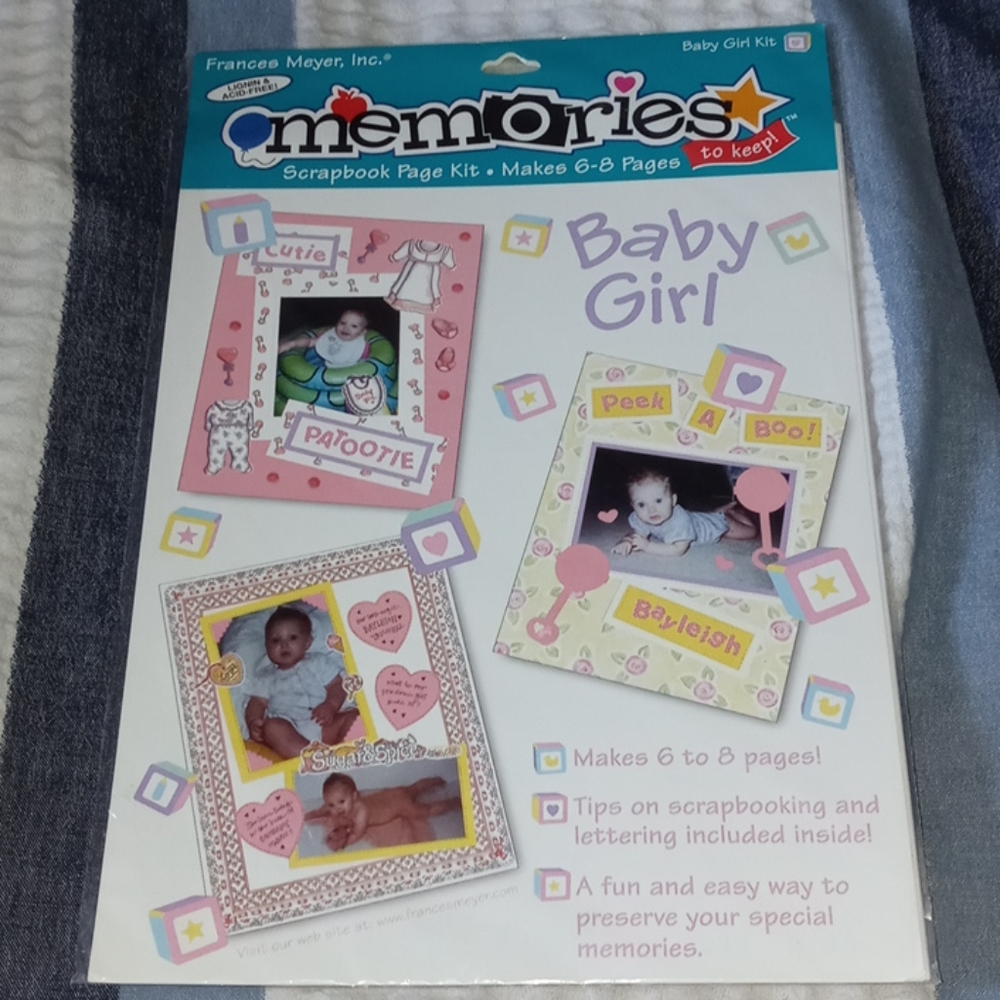 Frances Meyer, Inc.®
Baby Girl Kit
LIGNIN &
ACID-FREE!
memories
to keep!™
Scrapbook Page Kit • Makes 6-8 Pages
Baby
Girl
Cutie
Baby
PATOOTIE
Peek
A
Boo!
Bayleigh
Sugar & Spice
Makes 6 to 8 pages!
Tips on scrapbooking and
lettering included inside!
A fun and easy way to
preserve your special
memories.
Visit our web site at: www.francesmeyer.com